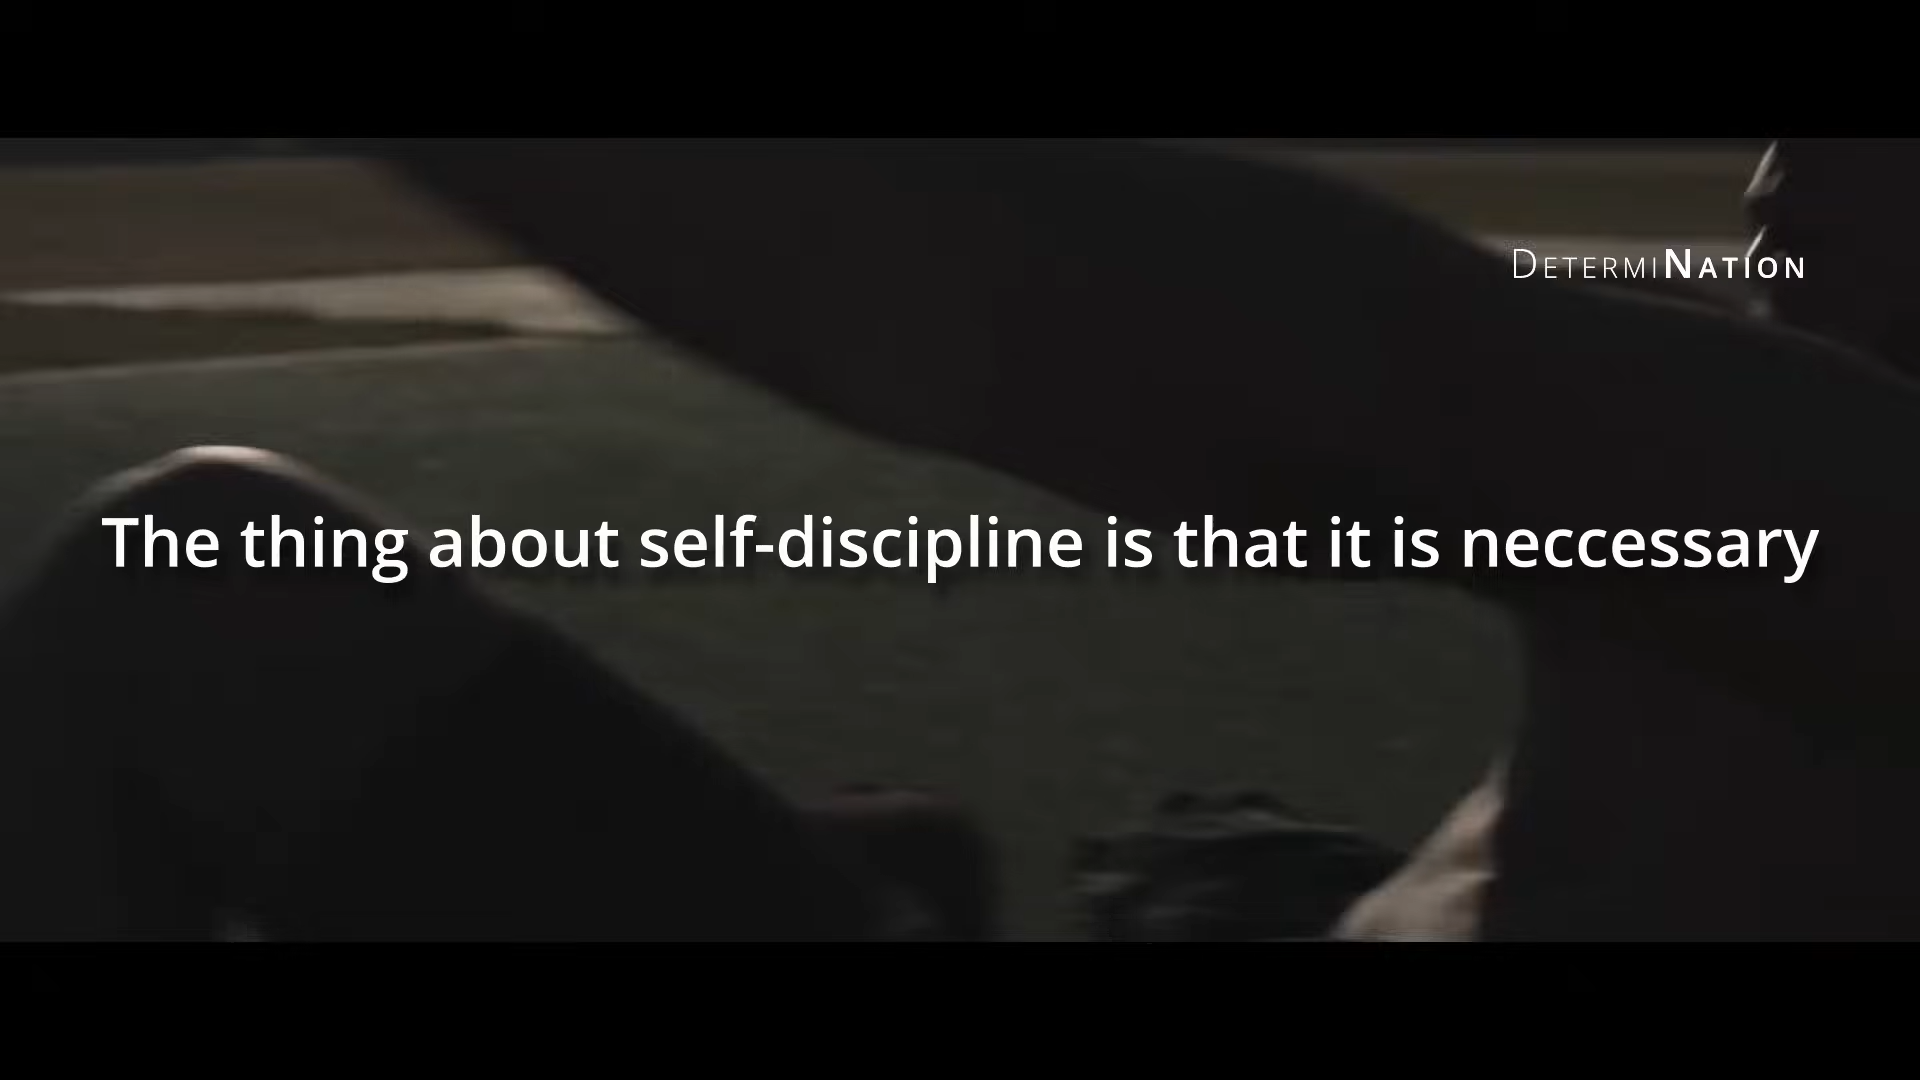 DETERMINATION
The thing about self-discipline is that it is neccessary